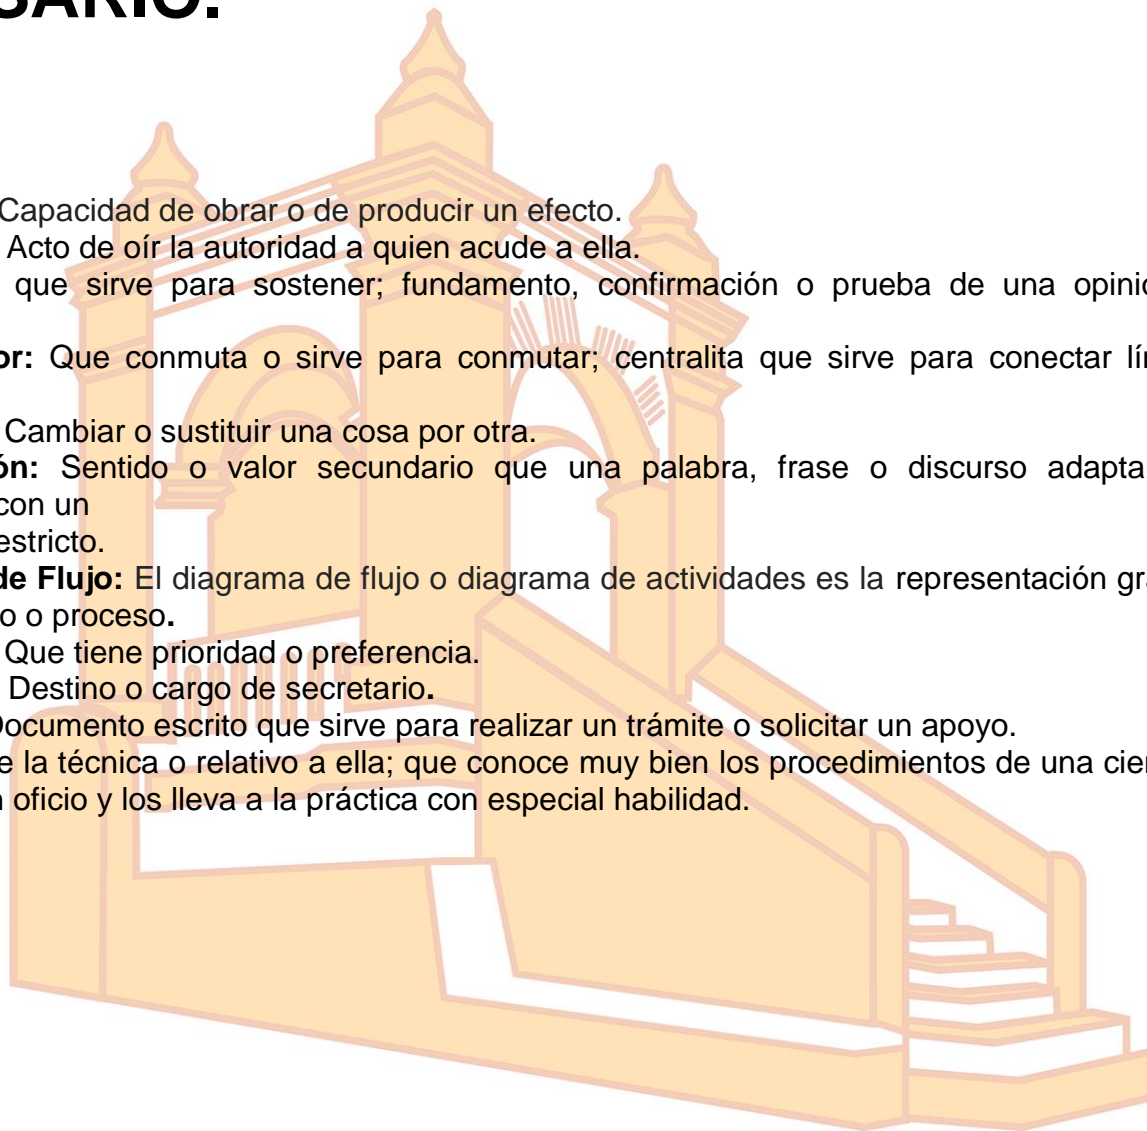 SARIO.
Capacidad de obrar o de producir un efecto.
Acto de oír la autoridad a quien acude a ella.
que sirve para sostener; fundamento, confirmación o prueba de una opinio
or: Que conmuta o sirve para conmutar; centralita que sirve para conectar lí
Cambiar o sustituir una cosa por otra.
ón: Sentido o valor secundario que una palabra, frase o discurso adapta
con un
estricto.
de Flujo: El diagrama de flujo o diagrama de actividades es la representación gra
o o proceso.
Que tiene prioridad o preferencia.
Destino o cargo de secretario.
Documento escrito que sirve para realizar un trámite o solicitar un apoyo.
e la técnica o relativo a ella; que conoce muy bien los procedimientos de una cien
n oficio y los lleva a la práctica con especial habilidad.